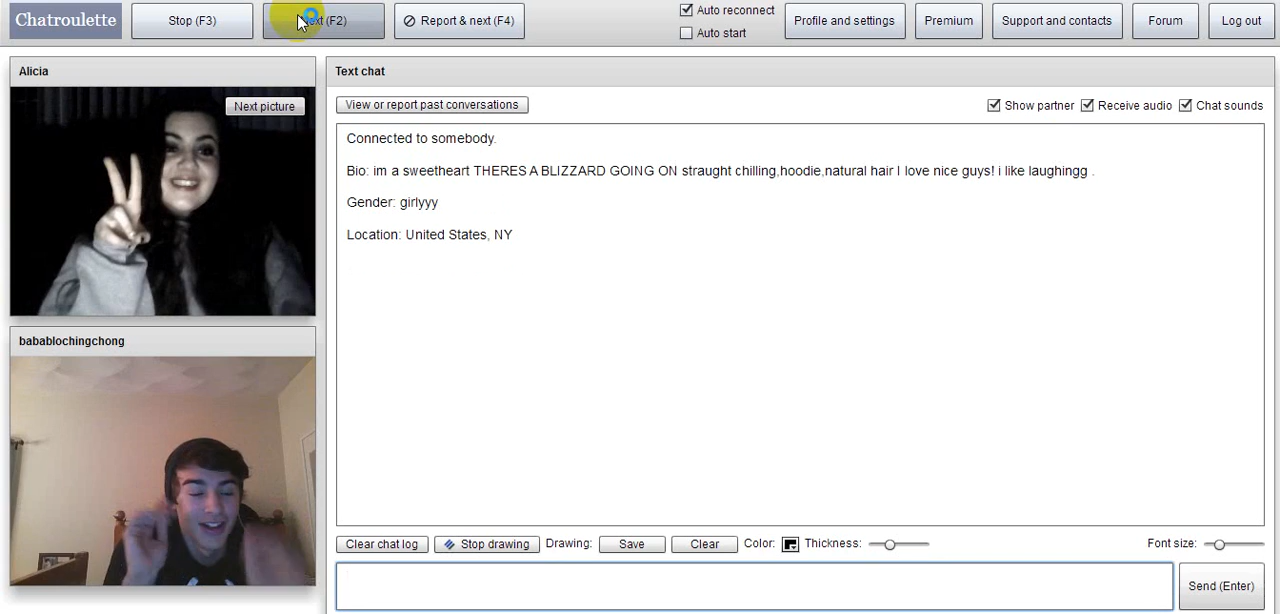 Chatroulette
Stop (F3)
Report & next (F4)
Auto reconnect
Auto start
Profile and settings
Premium
Support and contacts
Forum
Log out
Alicia
Next picture
Text chat
View or report past conversations
Show partner
Receive audio
Chat sounds
Connected to somebody.
Bio: im a sweetheart THERES A BLIZZARD GOING ON straught chilling,hoodie,natural hair I love nice guys! i like laughingg .
Gender: girlyyy
Location: United States, NY
babablochingchong
Clear chat log
Stop drawing
Drawing:
Save
Clear
Color:
Thickness:
Font size:
Send (Enter)